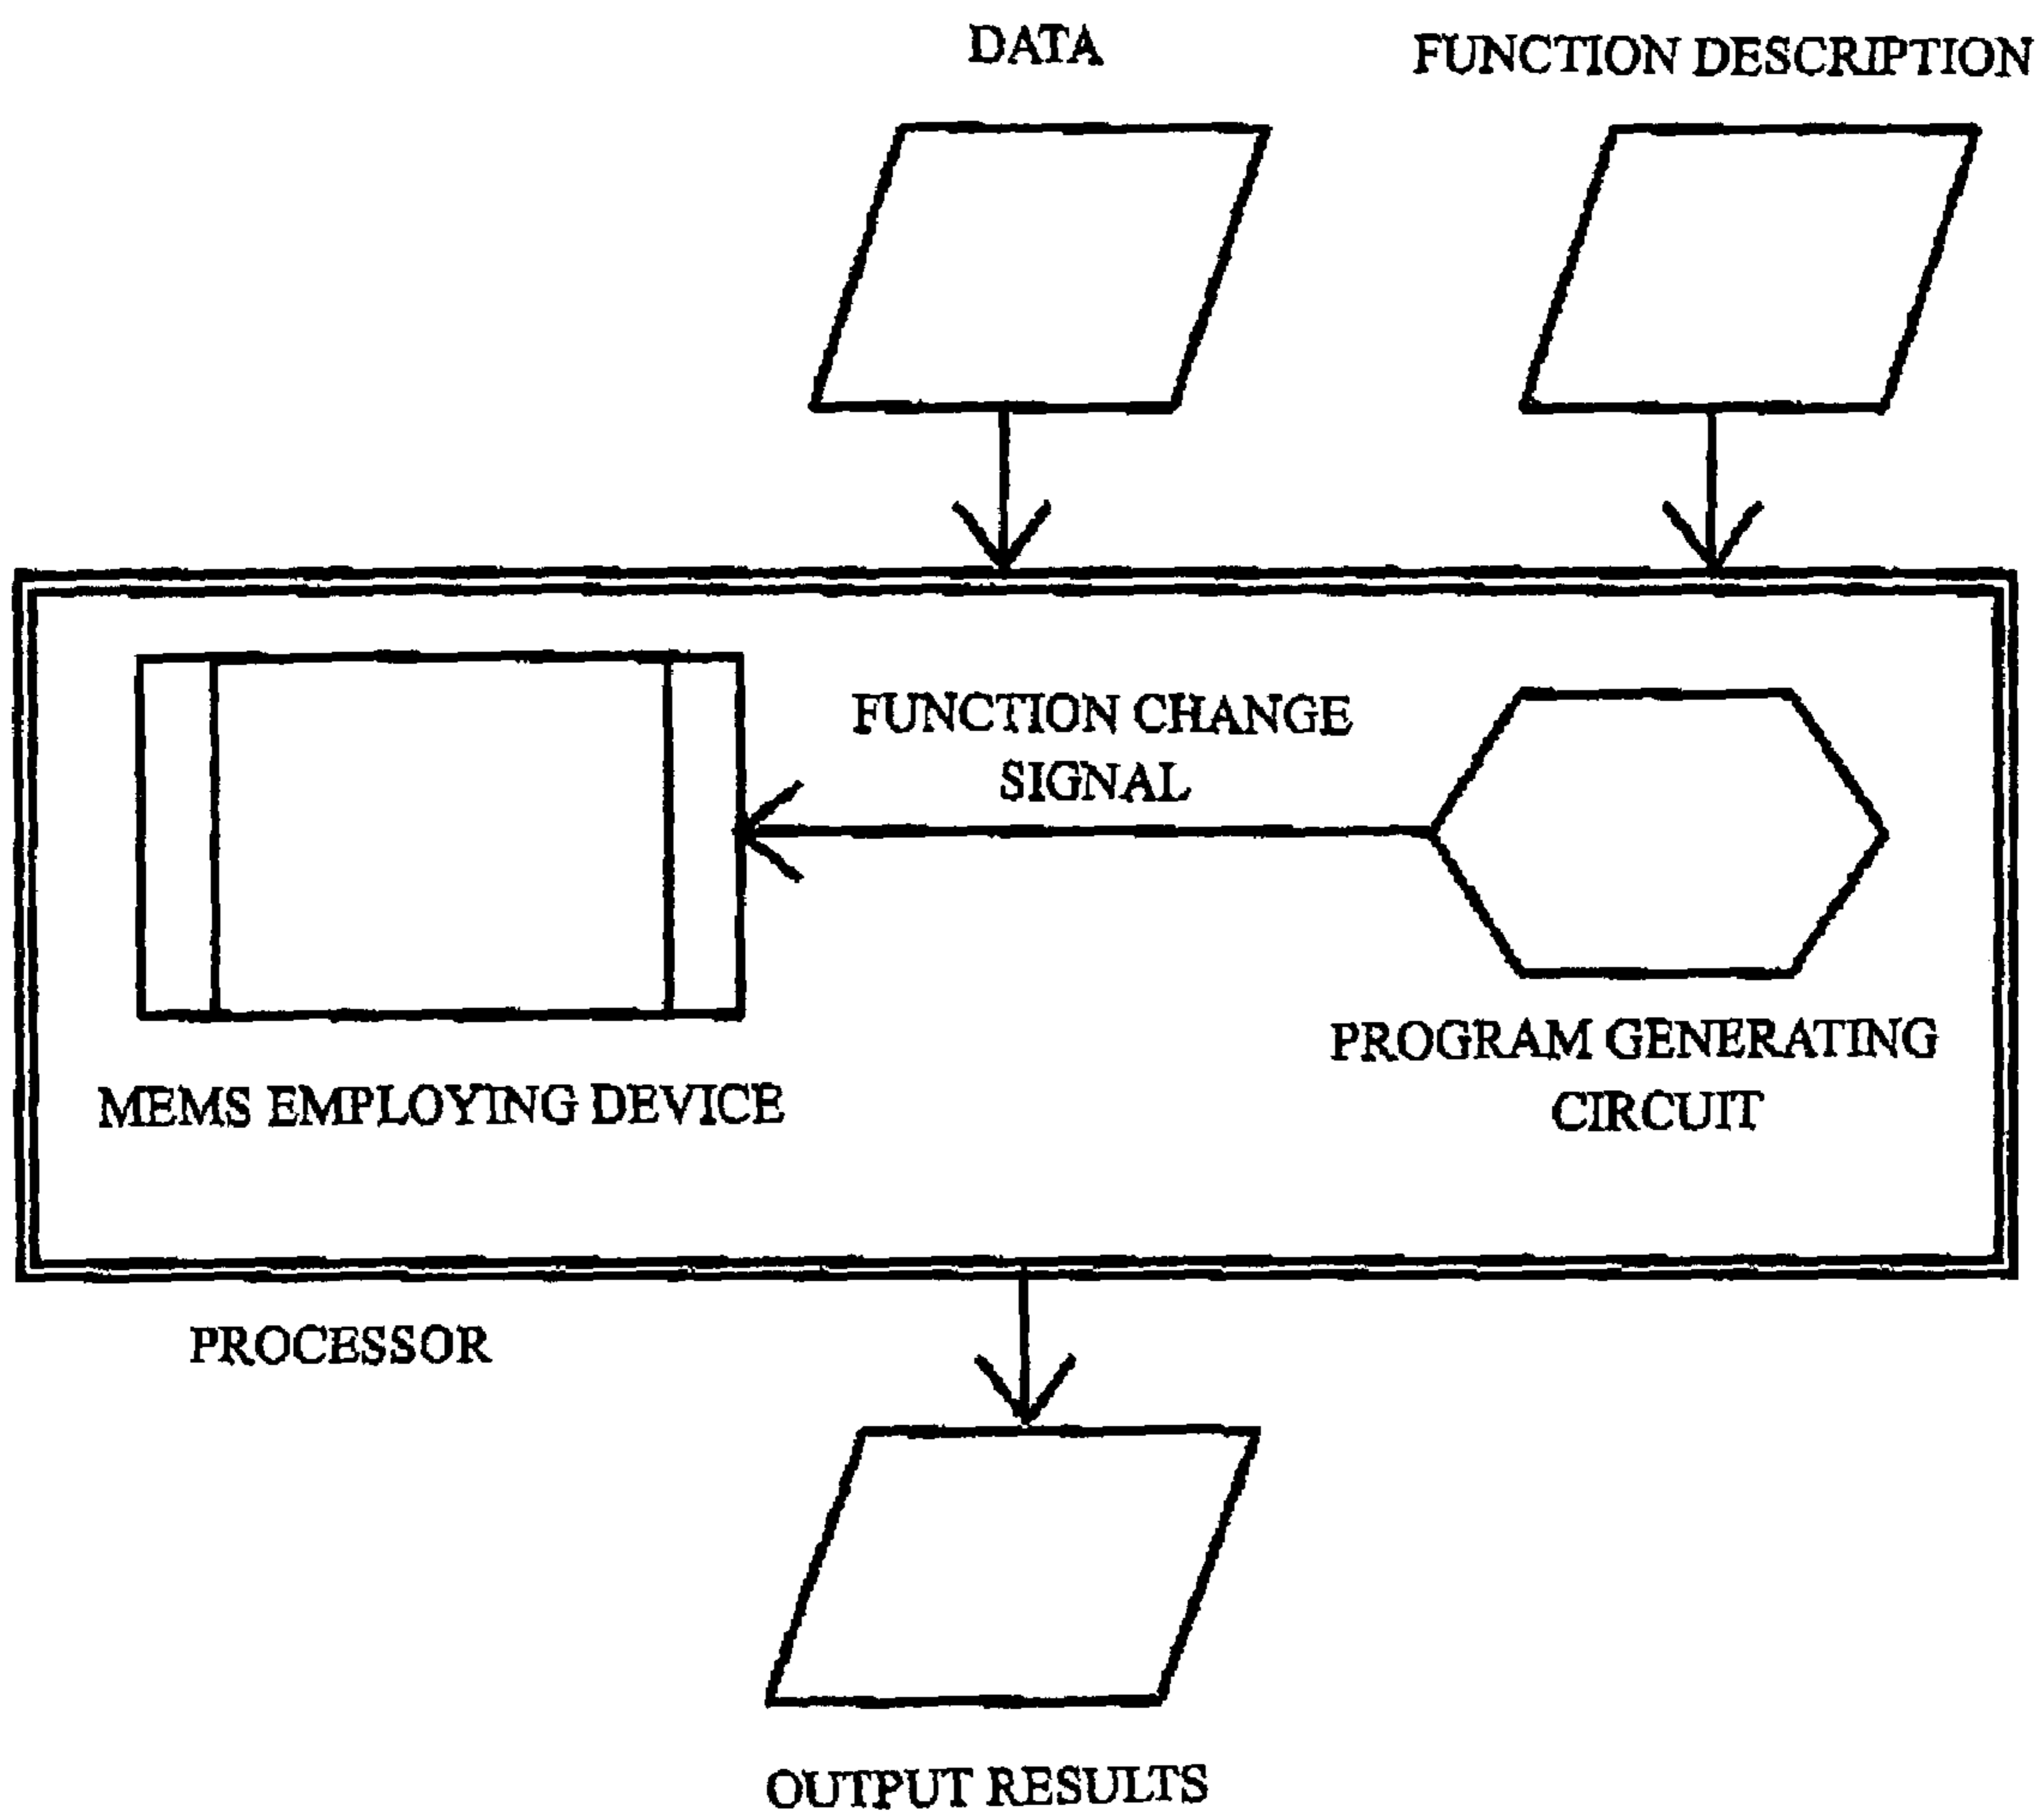 DATA
FUNCTION DESCRIPTION
FUNCTION CHANGE
SIGNAL
PROGRAM GENERATING
CIRCUIT
MEMS EMPLOYING DEVICE
PROCESSOR
OUTPUT RESULTS